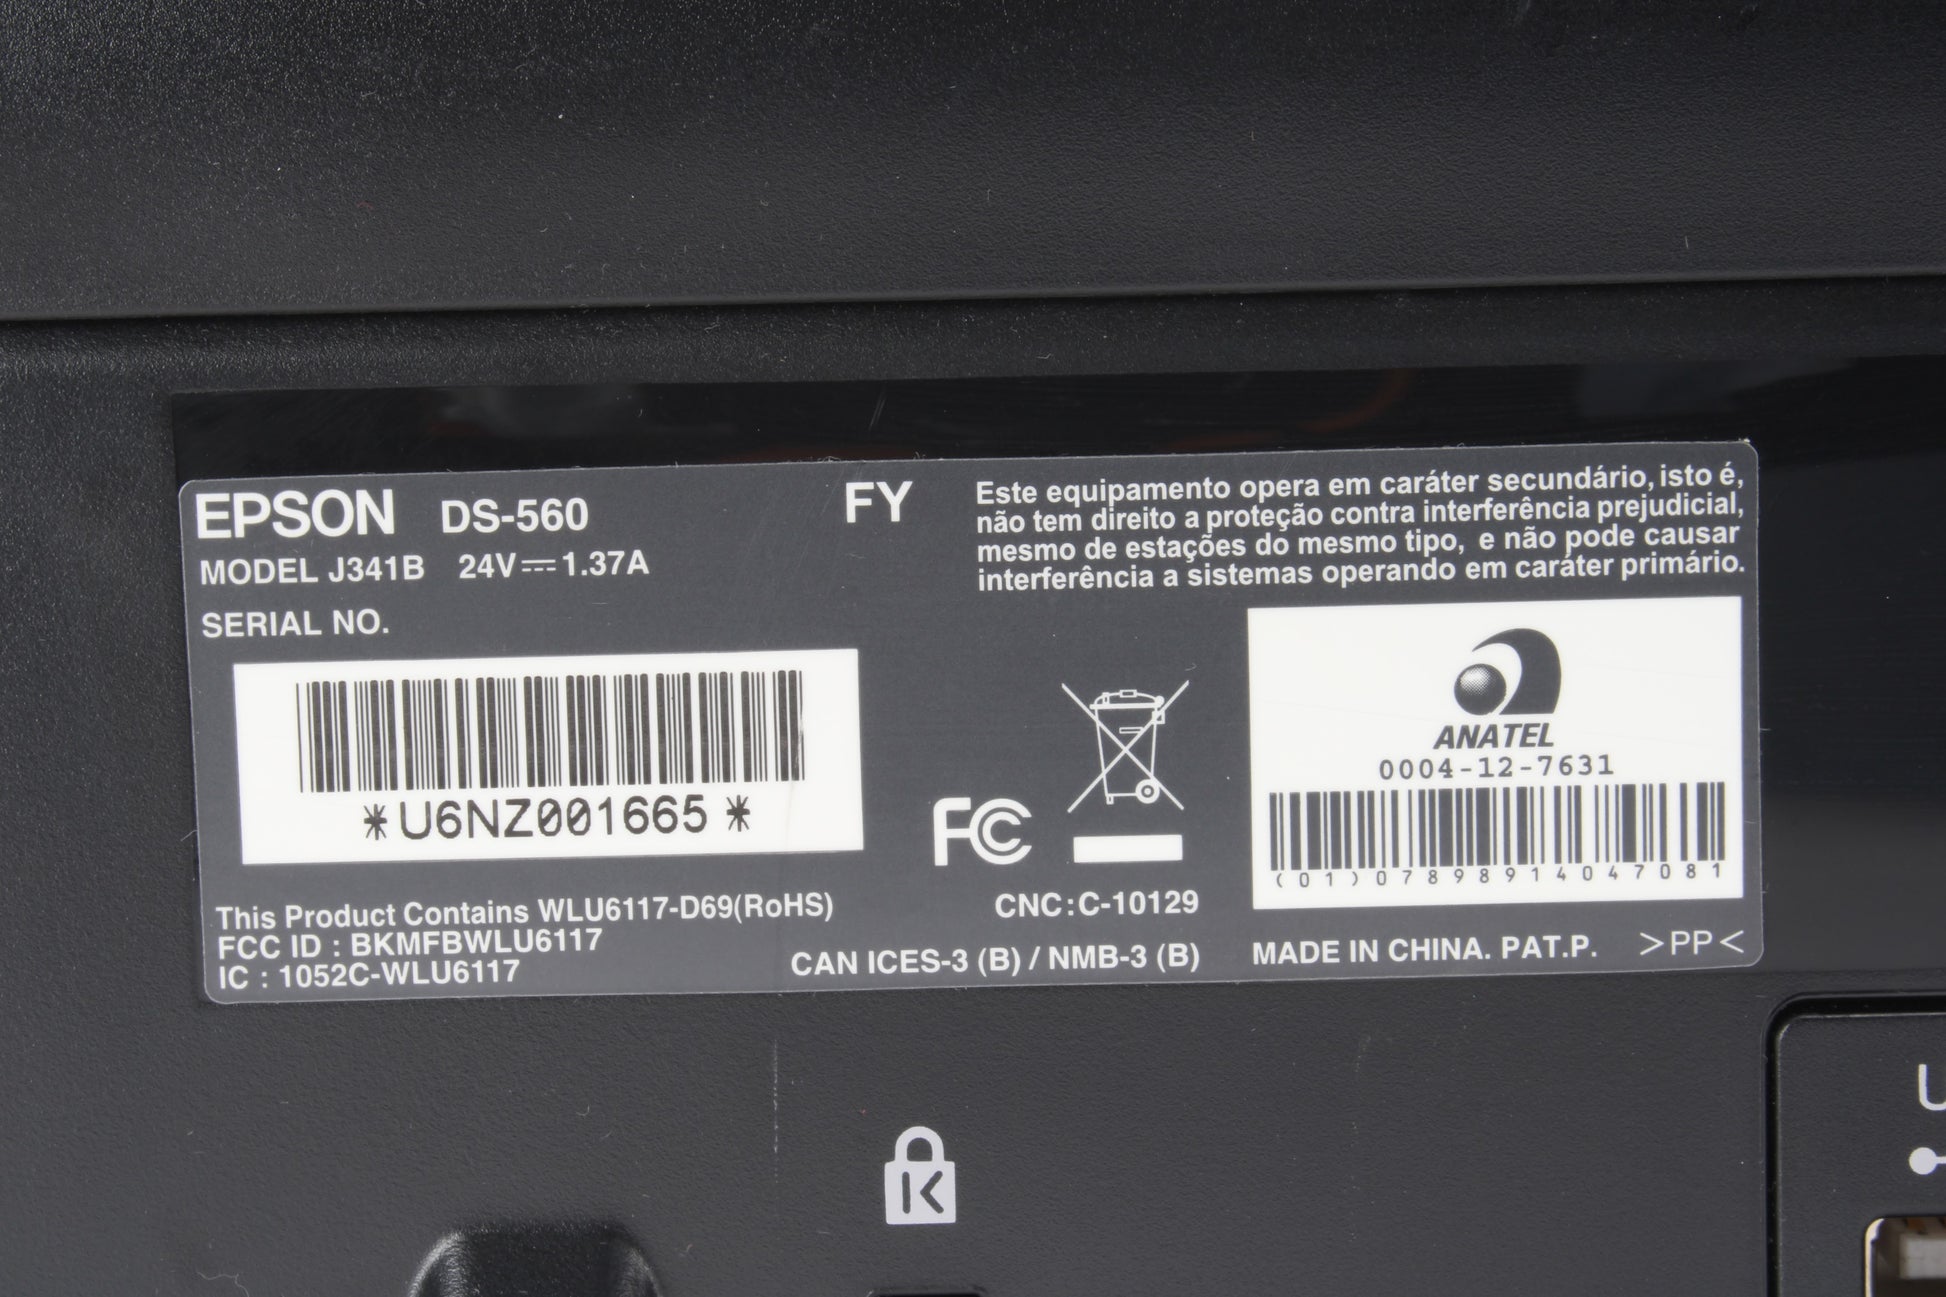 EPSON DS-560 FY
MODEL J341B 24V⎓1.37A
SERIAL NO.
*U6NZ001665*
This Product Contains WLU6117-D69(RoHS)
FCC ID : BKMFBWLU6117
IC : 1052C-WLU6117
Este equipamento opera em caráter secundário, isto é,
não tem direito a proteção contra interferência prejudicial,
mesmo de estações do mesmo tipo, e não pode causar
interferência a sistemas operando em caráter primário.
FC
CNC:C-10129
CAN ICES-3 (B) / NMB-3 (B)
ANATEL
0004-12-7631
(01)07898914047081
MADE IN CHINA. PAT.P. >PP<
K